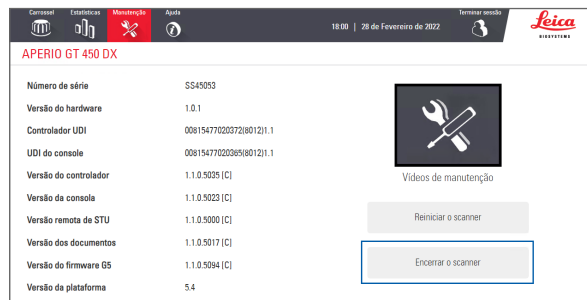 Carrossel Estatísticas Manutenção Ajuda Terminar sessão
18:00 | 28 de Fevereiro de 2022
Leica
BIOSYSTEMS
APERIO GT 450 DX
Número de série SS45053
Versão do hardware 1.0.1
Controlador UDI 00815477020372(8012)1.1
UDI do console 00815477020365(8012)1.1
Versão do controlador 1.1.0.5035 [C]
Versão da consola 1.1.0.5023 [C]
Versão remota de STU 1.1.0.5000 [C]
Versão dos documentos 1.1.0.5017 [C]
Versão do firmware G5 1.1.0.5094 [C]
Versão da plataforma 5.4
Vídeos de manutenção
Reiniciar o scanner
Encerrar o scanner